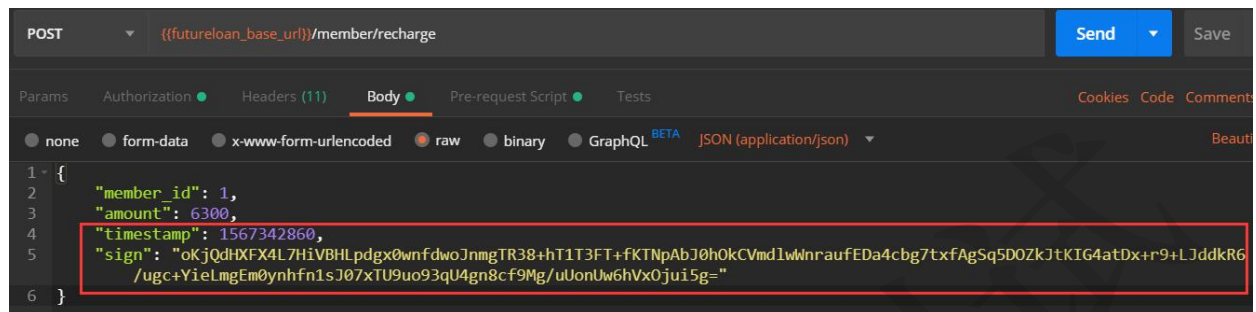 POST {{futureloan_base_url}}/member/recharge Send Save
Params Authorization Headers (11) Body Pre-request Script Tests Cookies Code Comments
none form-data x-www-form-urlencoded raw binary GraphQL BETA JSON (application/json) Beauti
1 {
2 "member_id": 1,
3 "amount": 6300,
4 "timestamp": 1567342860,
5 "sign": "oKjQdHXFX4L7HiVBHLpdgx0wnfdwoJnmgTR38+hT1T3FT+fKTNpAbJ0hOkCVmdlwWnraufEDa4cbg7txfAgSq5DOZkJtKIG4atDx+r9+LJddkR6
/ugc+YieLmgEm0ynhfn1sJ07xTU9uo93qU4gn8cf9Mg/uUonUw6hVxOjui5g="
6 }